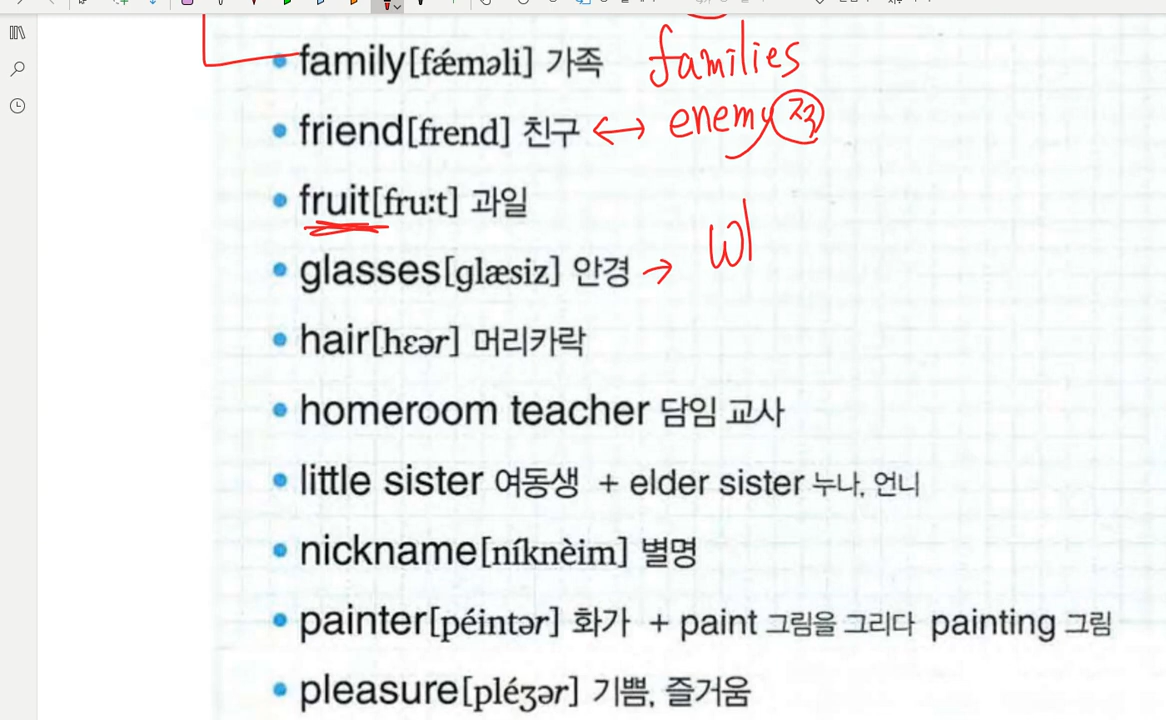 family[fǽməli] 가족 families
friend[frend] 친구 ↔ enemy 적
fruit[fruːt] 과일
glasses[glæsiz] 안경 →
hair[hɛər] 머리카락
homeroom teacher 담임 교사
little sister 여동생 + elder sister 누나, 언니
nickname[níknèim] 별명
painter[péintər] 화가 + paint 그림을 그리다 painting 그림
pleasure[pléʒər] 기쁨, 즐거움